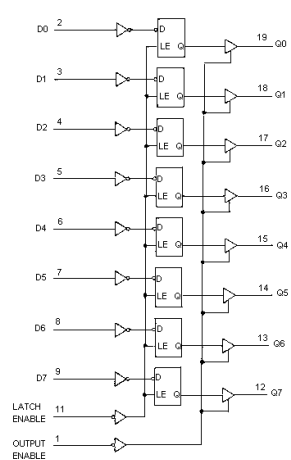 D0 2 D 19 Q0
LE Q
D1 3 D 18 Q1
LE Q
D2 4 D 17 Q2
LE Q
D3 5 D 16 Q3
LE Q
D4 6 D 15 Q4
LE Q
D5 7 D 14 Q5
LE Q
D6 8 D 13 Q6
LE Q
D7 9 D 12 Q7
LE Q
LATCH 11
ENABLE
OUTPUT 1
ENABLE